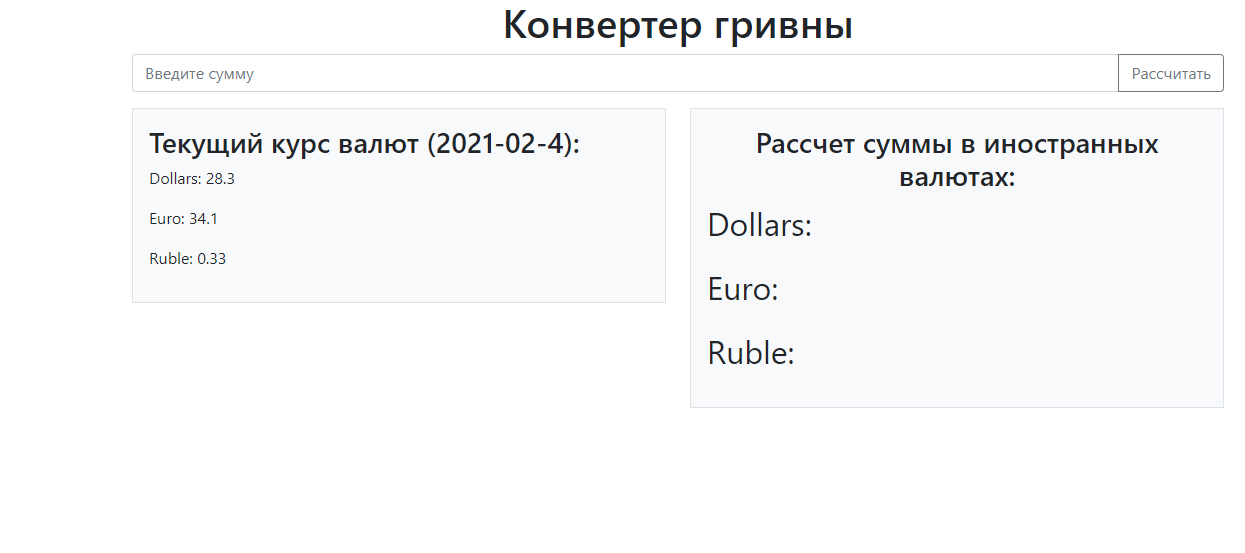 Конвертер гривны
Введите сумму
Рассчитать
Текущий курс валют (2021-02-4):
Dollars: 28.3
Euro: 34.1
Ruble: 0.33
Рассчет суммы в иностранных
валютах:
Dollars:
Euro:
Ruble: